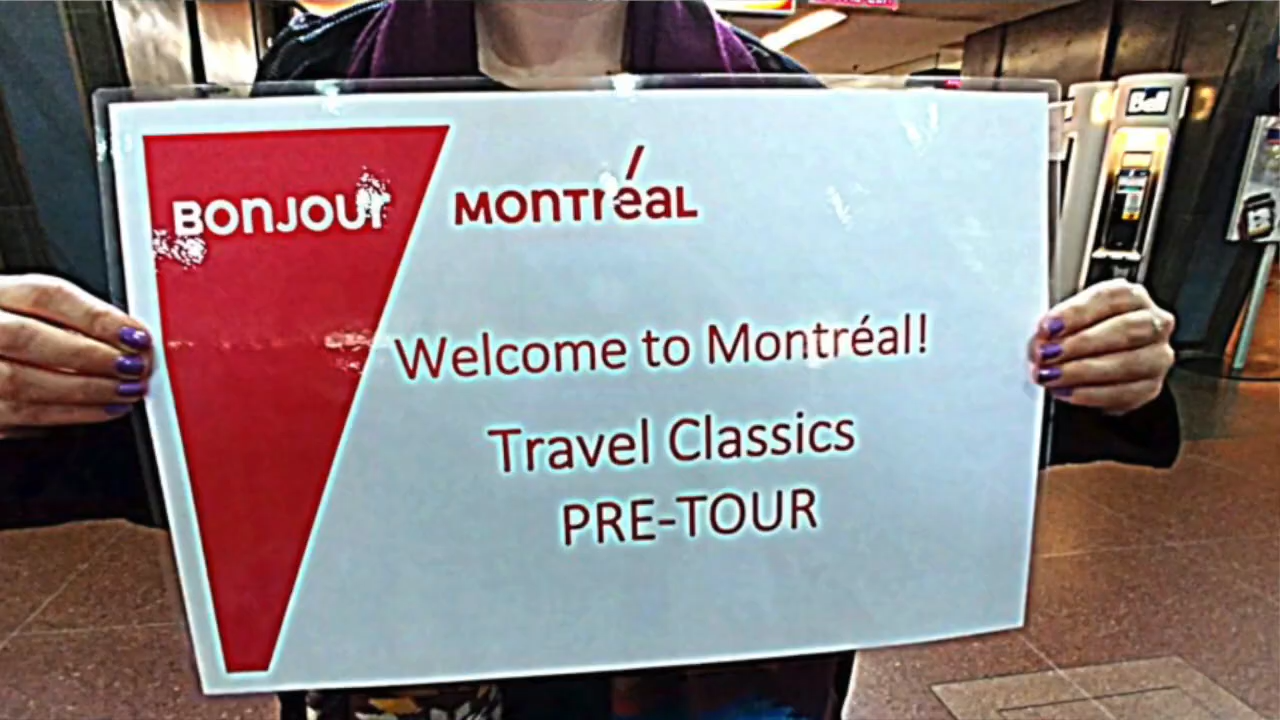 BONJOUr MONTréaL
Welcome to Montréal!
Travel Classics
PRE-TOUR
Bell